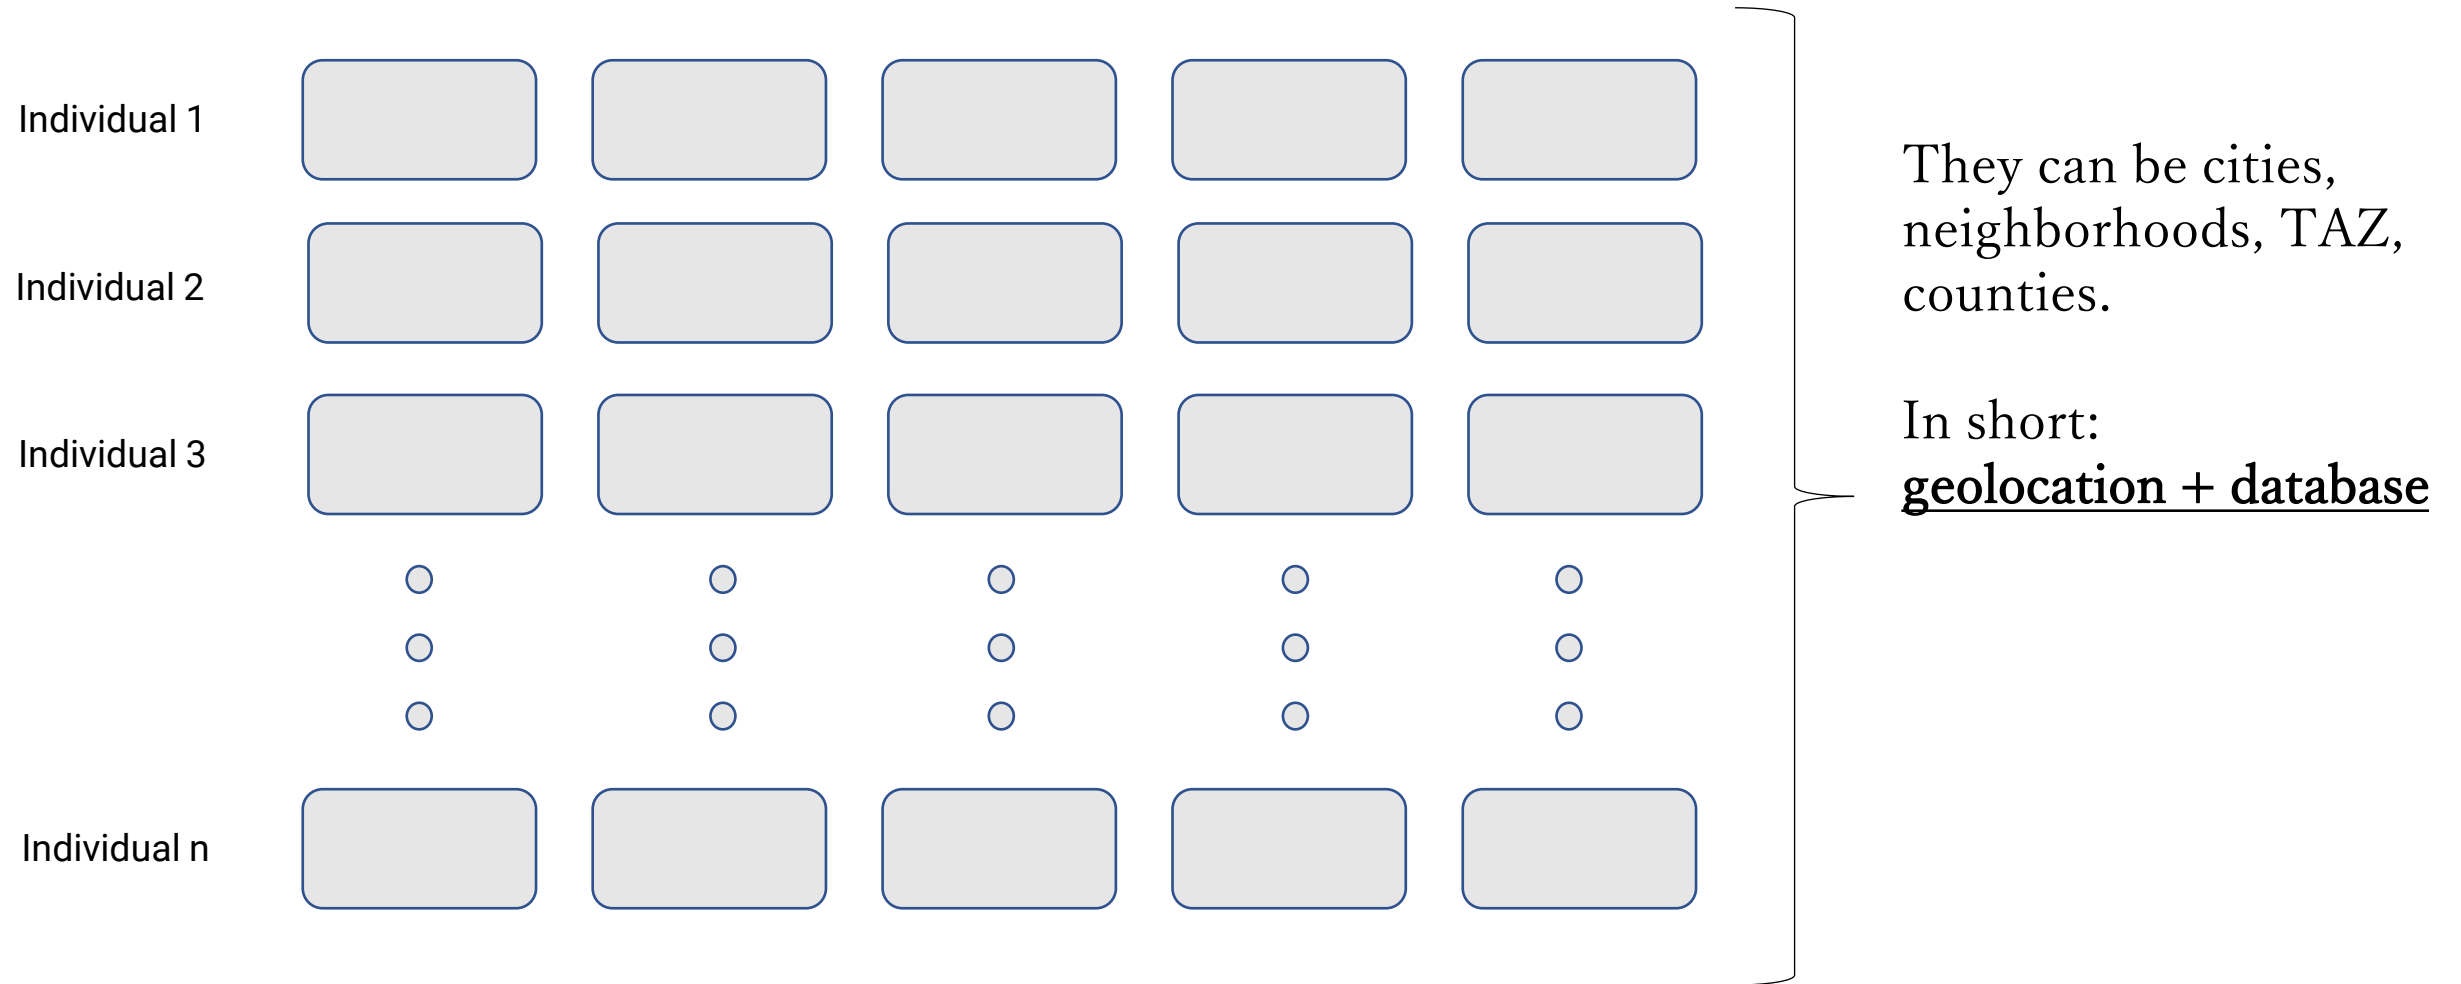 Individual 1
Individual 2
Individual 3
Individual n
They can be cities,
neighborhoods, TAZ,
counties.
In short:
geolocation + database